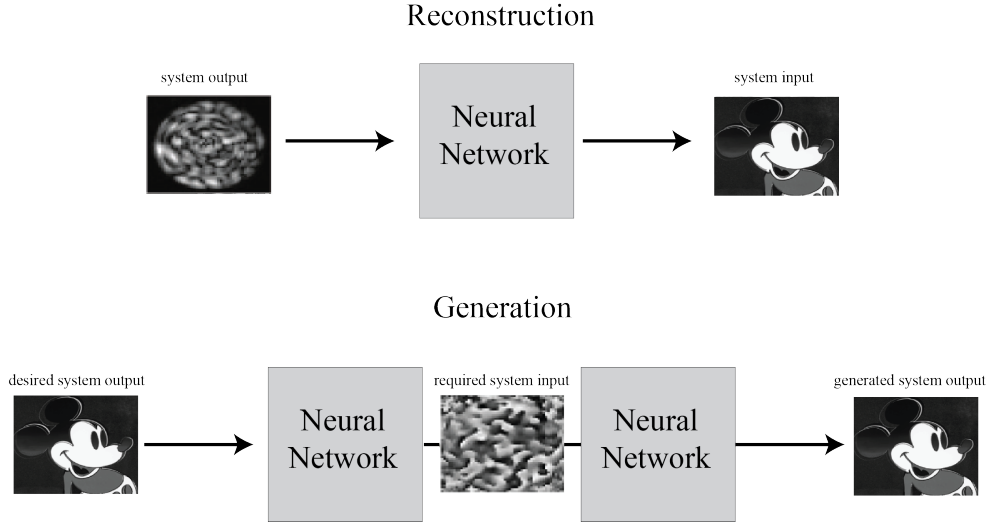 Reconstruction
system output
Neural
Network
system input
Generation
desired system output
Neural
Network
required system input
Neural
Network
generated system output